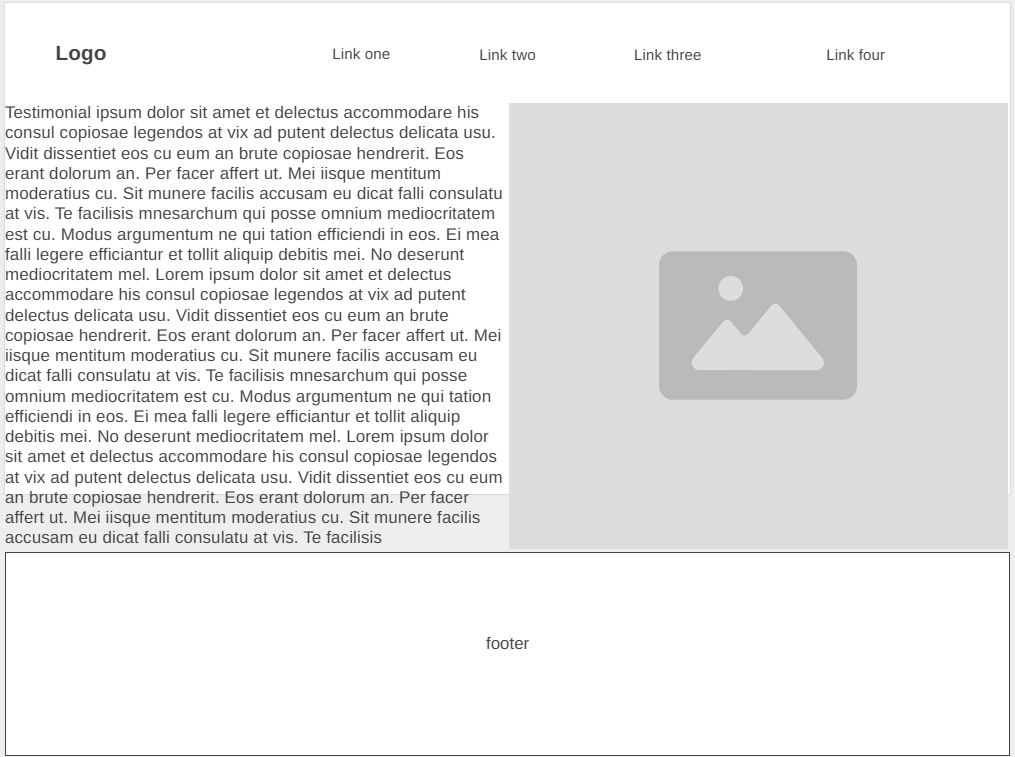 Logo
Link one
Link two
Link three
Link four
Testimonial ipsum dolor sit amet et delectus accommodare his
consul copiosae legendos at vix ad putent delectus delicata usu.
Vidit dissentiet eos cu eum an brute copiosae hendrerit. Eos
erant dolorum an. Per facer affert ut. Mei iisque mentitum
moderatius cu. Sit munere facilis accusam eu dicat falli consulatu
at vis. Te facilisis mnesarchum qui posse omnium mediocritatem
est cu. Modus argumentum ne qui tation efficiendi in eos. Ei mea
falli legere efficiantur et tollit aliquip debitis mei. No deserunt
mediocritatem mel. Lorem ipsum dolor sit amet et delectus
accommodare his consul copiosae legendos at vix ad putent
delectus delicata usu. Vidit dissentiet eos cu eum an brute
copiosae hendrerit. Eos erant dolorum an. Per facer affert ut. Mei
iisque mentitum moderatius cu. Sit munere facilis accusam eu
dicat falli consulatu at vis. Te facilisis mnesarchum qui posse
omnium mediocritatem est cu. Modus argumentum ne qui tation
efficiendi in eos. Ei mea falli legere efficiantur et tollit aliquip
debitis mei. No deserunt mediocritatem mel. Lorem ipsum dolor
sit amet et delectus accommodare his consul copiosae legendos
at vix ad putent delectus delicata usu. Vidit dissentiet eos cu eum
an brute copiosae hendrerit. Eos erant dolorum an. Per facer
affert ut. Mei iisque mentitum moderatius cu. Sit munere facilis
accusam eu dicat falli consulatu at vis. Te facilisis
footer